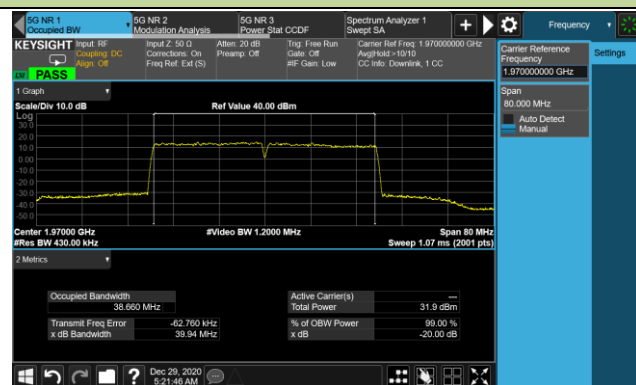 5G NR 1
Occupied BW
5G NR 2
Modulation Analysis
5G NR 3
Power Stat CCDF
Spectrum Analyzer 1
Swept SA
+
Frequency
KEYSIGHT
Input: RF
Coupling: DC
Align: Off
Input Z: 50 Ω
Corrections: On
Freq Ref: Ext (S)
Atten: 20 dB
Preamp: Off
Trig: Free Run
Gate: Off
#IF Gain: Low
Carrier Ref Freq: 1.970000000 GHz
Avg|Hold:>10/10
CC Info: Downlink, 1 CC
PASS
Carrier Reference
Frequency
1.970000000 GHz
Settings
Span
80.000 MHz
Auto Detect
Manual
1 Graph
Scale/Div 10.0 dB
Ref Value 40.00 dBm
Log
30.0
20.0
10.0
0.00
-10.0
-20.0
-30.0
-40.0
-50.0
Center 1.97000 GHz
#Video BW 1.2000 MHz
Span 80 MHz
#Res BW 430.00 kHz
Sweep 1.07 ms (2001 pts)
2 Metrics
Occupied Bandwidth
38.660 MHz
Active Carrier(s)
---
Total Power
31.9 dBm
Transmit Freq Error
-62.760 kHz
% of OBW Power
99.00 %
x dB Bandwidth
39.94 MHz
x dB
-20.00 dB
?
Dec 29, 2020
5:21:46 AM